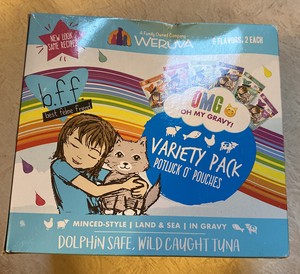 NEW LOOK
SAME RECIPES!
A Family Owned Company
WERUVA
6 FLAVORS, 2 EACH
b.f.f
best feline friend
OMG
OH MY GRAVY!
VARIETY PACK
POTLUCK O' POUCHES
MINCED-STYLE | LAND & SEA | IN GRAVY
DOLPHIN SAFE, WILD CAUGHT TUNA